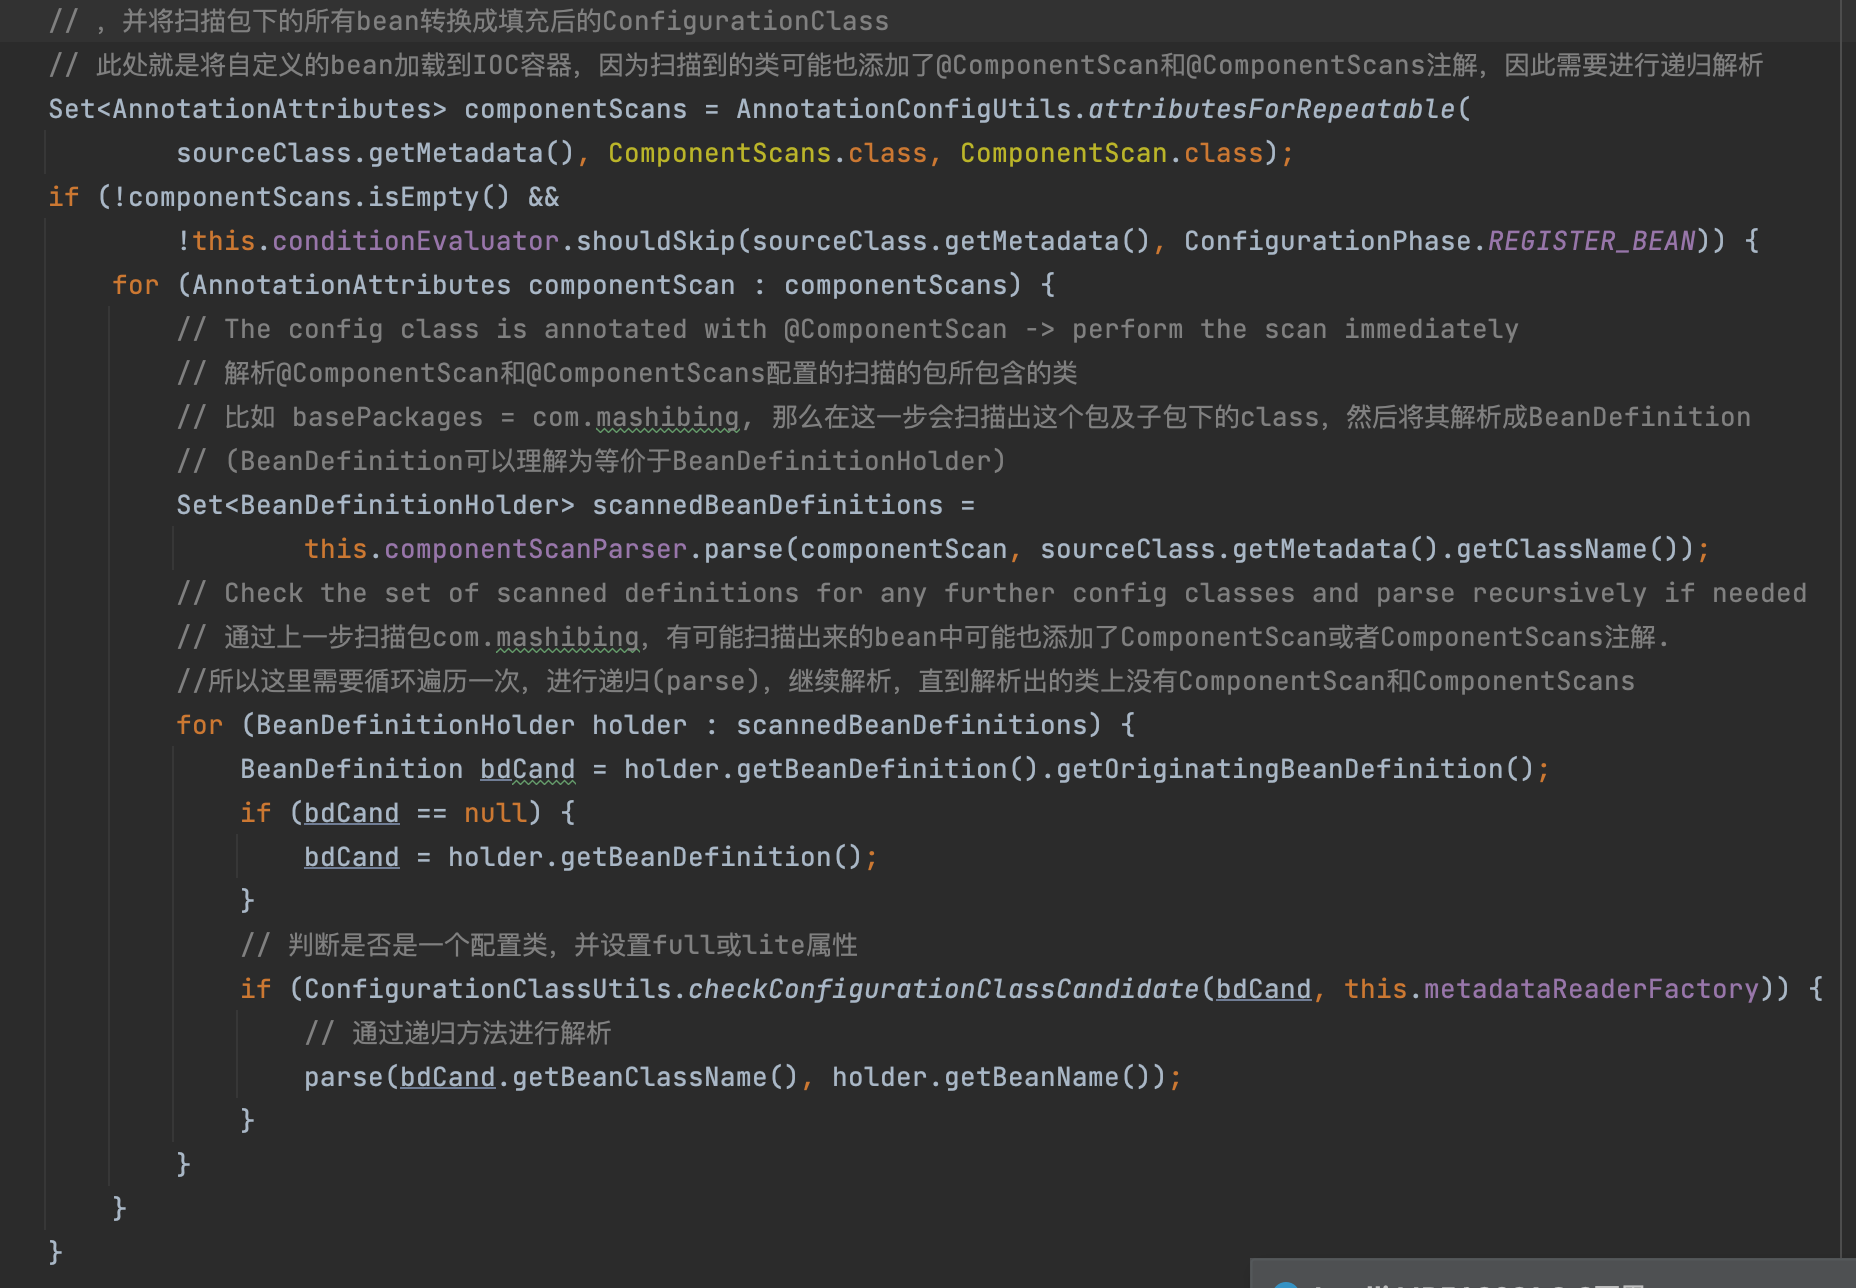 // ，并将扫描包下的所有bean转换成填充后的ConfigurationClass
// 此处就是将自定义的bean加载到IOC容器，因为扫描到的类可能也添加了@ComponentScan和@ComponentScans注解，因此需要进行递归解析
Set<AnnotationAttributes> componentScans = AnnotationConfigUtils.attributesForRepeatable(
sourceClass.getMetadata(), ComponentScans.class, ComponentScan.class);
if (!componentScans.isEmpty() &&
!this.conditionEvaluator.shouldSkip(sourceClass.getMetadata(), ConfigurationPhase.REGISTER_BEAN)) {
for (AnnotationAttributes componentScan : componentScans) {
// The config class is annotated with @ComponentScan -> perform the scan immediately
// 解析@ComponentScan和@ComponentScans配置的扫描的包所包含的类
// 比如 basePackages = com.mashibing, 那么在这一步会扫描出这个包及子包下的class，然后将其解析成BeanDefinition
// (BeanDefinition可以理解为等价于BeanDefinitionHolder)
Set<BeanDefinitionHolder> scannedBeanDefinitions =
this.componentScanParser.parse(componentScan, sourceClass.getMetadata().getClassName());
// Check the set of scanned definitions for any further config classes and parse recursively if needed
// 通过上一步扫描包com.mashibing，有可能扫描出来的bean中可能也添加了ComponentScan或者ComponentScans注解.
//所以这里需要循环遍历一次，进行递归(parse)，继续解析，直到解析出的类上没有ComponentScan和ComponentScans
for (BeanDefinitionHolder holder : scannedBeanDefinitions) {
BeanDefinition bdCand = holder.getBeanDefinition().getOriginatingBeanDefinition();
if (bdCand == null) {
bdCand = holder.getBeanDefinition();
}
// 判断是否是一个配置类，并设置full或lite属性
if (ConfigurationClassUtils.checkConfigurationClassCandidate(bdCand, this.metadataReaderFactory)) {
// 通过递归方法进行解析
parse(bdCand.getBeanClassName(), holder.getBeanName());
}
}
}
}